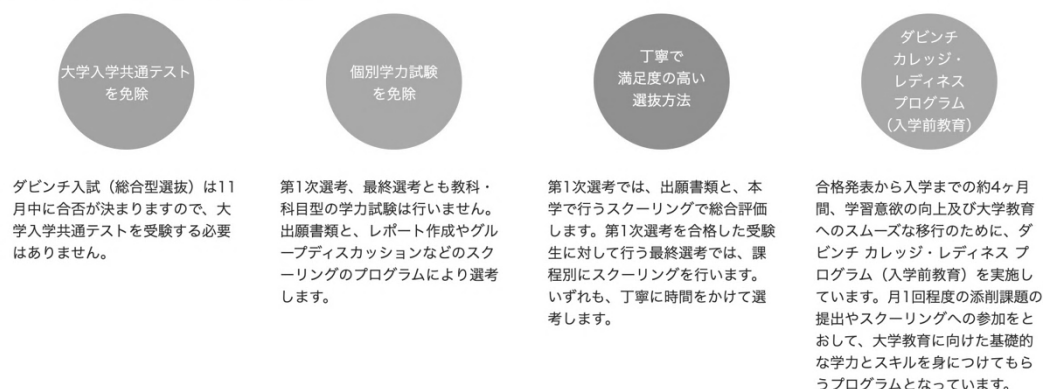 大学入学共通テスト
を免除
ダビンチ入試（総合型選抜）は11
月中に合否が決まりますので、大
学入学共通テストを受験する必要
はありません。
個別学力試験
を免除
第1次選考、最終選考とも教科・
科目型の学力試験は行いません。
出願書類と、レポート作成やグル
ープディスカッションなどのスク
ーリングのプログラムにより選考
します。
丁寧で
満足度の高い
選抜方法
第1次選考では、出願書類と、本
学で行うスクーリングで総合評価
します。第1次選考を合格した受験
生に対して行う最終選考では、課
程別にスクーリングを行います。
いずれも、丁寧に時間をかけて選
考します。
ダビンチ
カレッジ・
レディネス
プログラム
（入学前教育）
合格発表から入学までの約4ヶ月
間、学習意欲の向上及び大学教育
へのスムーズな移行のために、ダ
ビンチ カレッジ・レディネス プ
ログラム（入学前教育）を実施し
ています。月1回程度の添削課題の
提出やスクーリングへの参加をと
おして、大学教育に向けた基礎的
な学力とスキルを身につけてもら
うプログラムとなっています。